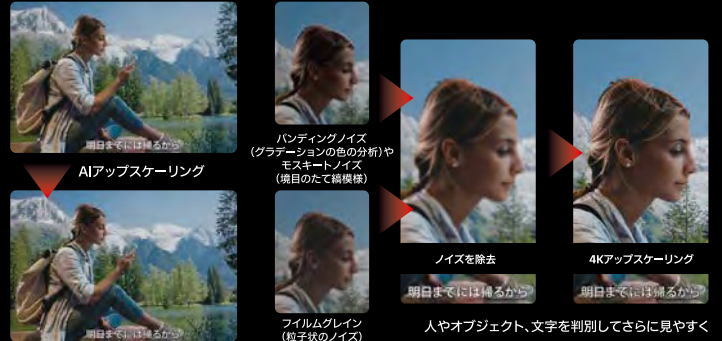 明日までには帰るから
AIアップスケーリング
明日までには帰るから
バンディングノイズ
(グラデーションの色の分析)や
モスキートノイズ
(境目のたて縞模様)
フイルムグレイン
(粒子状のノイズ)
ノイズを除去
明日までには帰るから
4Kアップスケーリング
明日までには帰るから
人やオブジェクト、文字を判別してさらに見やすく